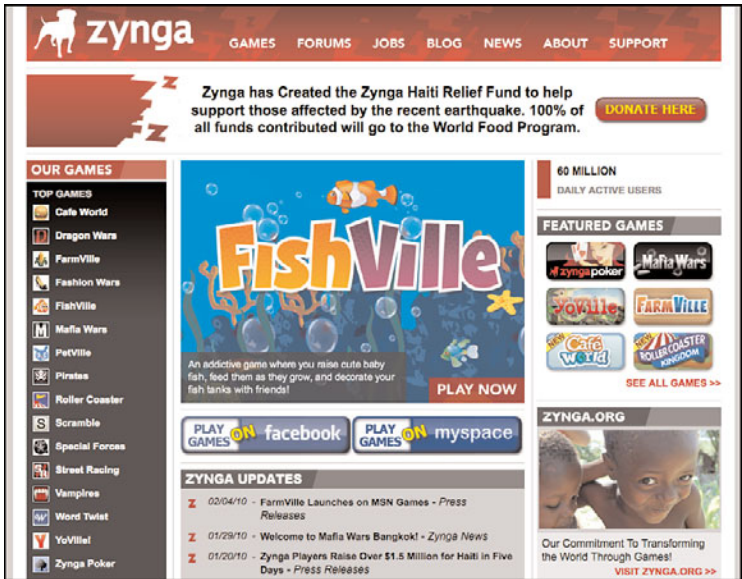 zynga
GAMES FORUMS JOBS BLOG NEWS ABOUT SUPPORT
Zynga has Created the Zynga Haiti Relief Fund to help
support those affected by the recent earthquake. 100% of
all funds contributed will go to the World Food Program.
DONATE HERE
OUR GAMES
TOP GAMES
Cafe World
Dragon Wars
FarmVille
Fashion Wars
FishVille
Mafia Wars
PetVille
Pirates
Roller Coaster
Scramble
Special Forces
Street Racing
Vampires
Word Twist
YoVille!
Zynga Poker
FishVille
An addictive game where you raise cute baby
fish, feed them as they grow, and decorate your
fish tanks with friends!
PLAY NOW
PLAY GAMES ON facebook
PLAY GAMES ON myspace
ZYNGA UPDATES
02/04/10 - FarmVille Launches on MSN Games - Press
Releases
01/29/10 - Welcome to Mafia Wars Bangkok! - Zynga News
01/20/10 - Zynga Players Raise Over $1.5 Million for Haiti in Five
Days - Press Releases
60 MILLION
DAILY ACTIVE USERS
FEATURED GAMES
zyngapoker
Mafia Wars
YoVille
FARMVILLE
NEW Café World
NEW ROLLERCOASTER KINGDOM
SEE ALL GAMES >>
ZYNGA.ORG
Our Commitment To Transforming
the World Through Games!
VISIT ZYNGA.ORG >>